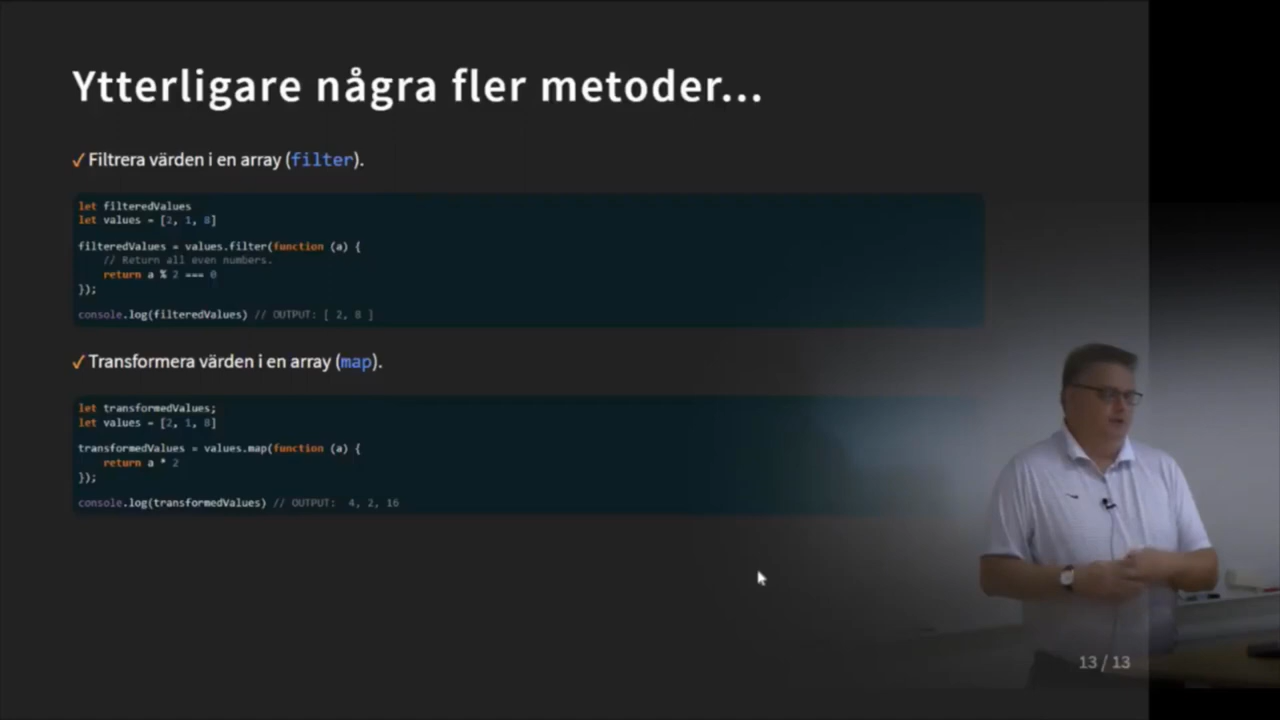 Ytterligare några fler metoder...
✓ Filtrera värden i en array (filter).
let filteredValues
let values = [2, 1, 8]
filteredValues = values.filter(function (a) {
// Return all even numbers.
return a % 2 === 0
});
console.log(filteredValues) // OUTPUT: [ 2, 8 ]
✓ Transformera värden i en array (map).
let transformedValues;
let values = [2, 1, 8]
transformedValues = values.map(function (a) {
return a * 2
});
console.log(transformedValues) // OUTPUT: 4, 2, 16
13 / 13